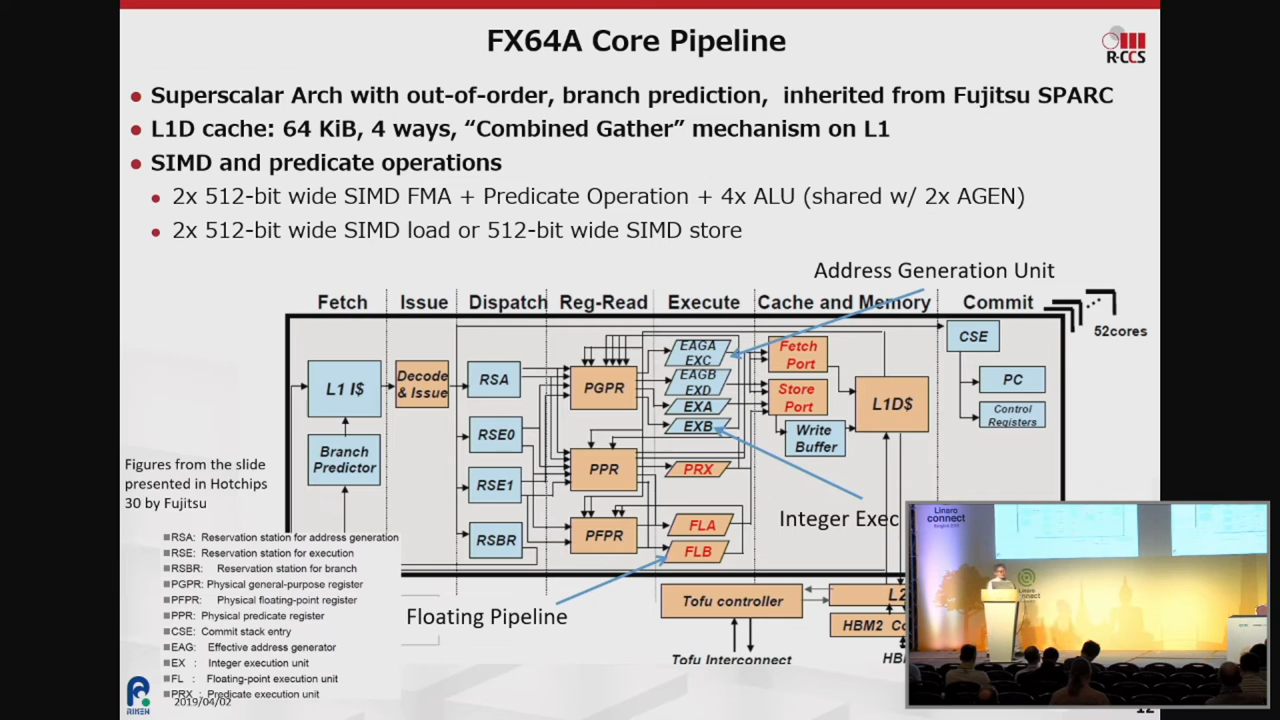 FX64A Core Pipeline
R-CCS
Superscalar Arch with out-of-order, branch prediction, inherited from Fujitsu SPARC
L1D cache: 64 KiB, 4 ways, “Combined Gather” mechanism on L1
SIMD and predicate operations
2x 512-bit wide SIMD FMA + Predicate Operation + 4x ALU (shared w/ 2x AGEN)
2x 512-bit wide SIMD load or 512-bit wide SIMD store
Address Generation Unit
Fetch Issue Dispatch Reg-Read Execute Cache and Memory Commit
52cores
L1 I$
Branch
Predictor
Decode
& Issue
RSA
RSE0
RSE1
RSBR
PGPR
PPR
PFPR
EAGA
EXC
EAGB
EXD
EXA
EXB
PRX
FLA
FLB
Fetch
Port
Store
Port
Write
Buffer
L1D$
CSE
PC
Control
Registers
Figures from the slide
presented in Hotchips
30 by Fujitsu
Integer Exec
Floating Pipeline
Tofu controller
Tofu Interconnect
HBM2
RSA: Reservation station for address generation
RSE: Reservation station for execution
RSBR: Reservation station for branch
PGPR: Physical general-purpose register
PFPR: Physical floating-point register
PPR: Physical predicate register
CSE: Commit stack entry
EAG: Effective address generator
EX : Integer execution unit
FL : Floating-point execution unit
PRX : Predicate execution unit
RIKEN
2019/04/02
12
Linaro
connect
Linaro
connect